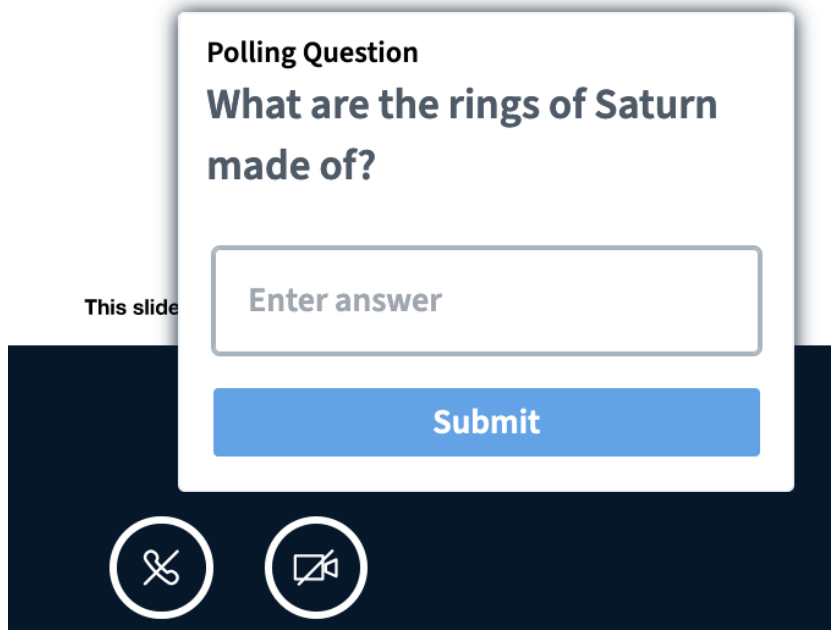 Polling Question
What are the rings of Saturn
made of?
Enter answer
This slide
Submit